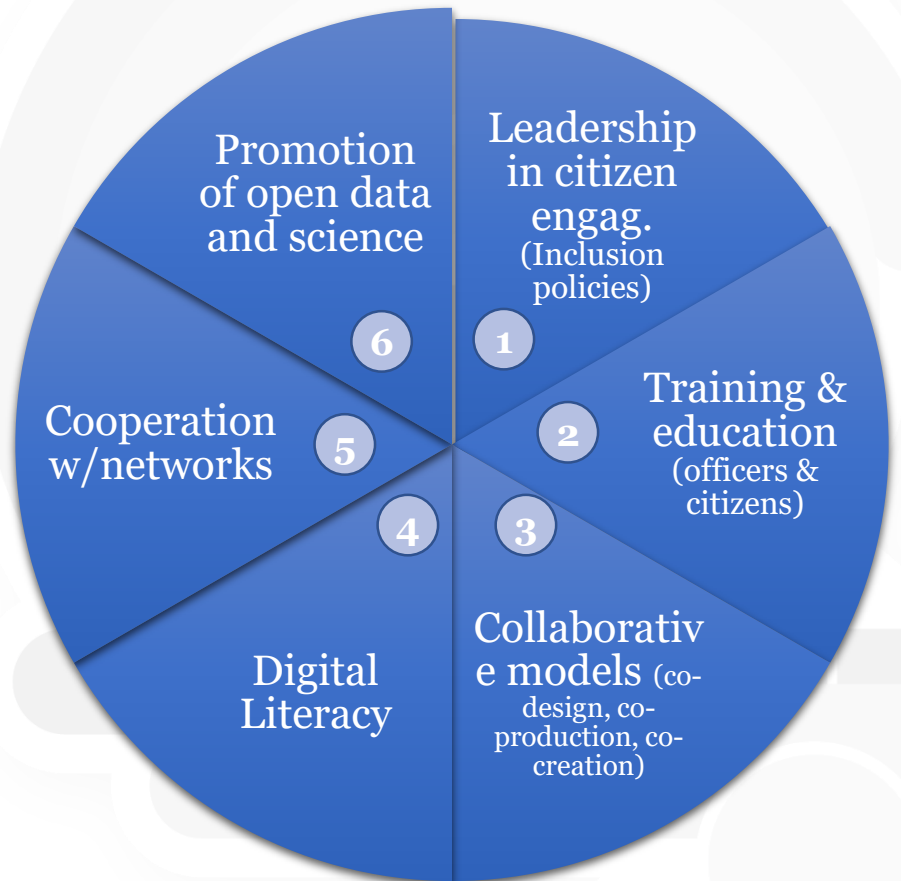 Leadership
in citizen
engag.
(Inclusion
policies)
1
Training &
education
(officers &
citizens)
2
Collaborativ
e models (co-
design, co-
production, co-
creation)
3
Digital
Literacy
4
Cooperation
w/networks
5
Promotion
of open data
and science
6